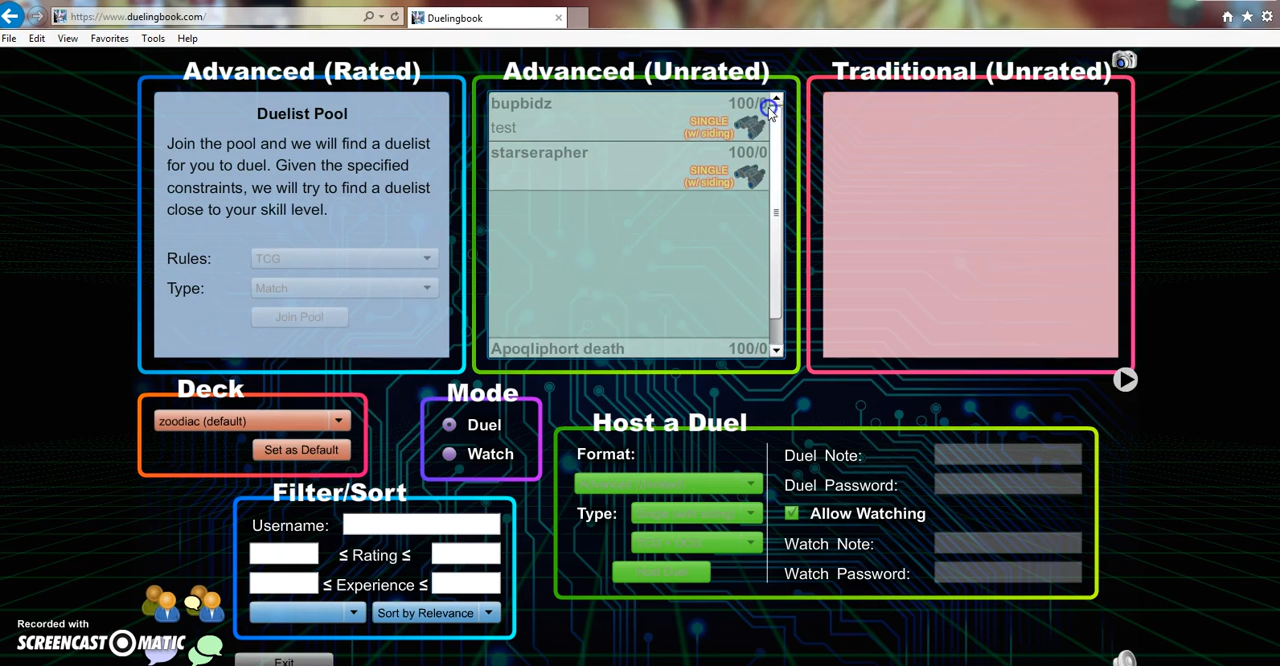 https://www.duelingbook.com/
Duelingbook
File Edit View Favorites Tools Help
Advanced (Rated)
Duelist Pool
Join the pool and we will find a duelist
for you to duel. Given the specified
constraints, we will try to find a duelist
close to your skill level.
Rules: TCG
Type: Match
Join Pool
Advanced (Unrated)
bupbidz 100/0
test SINGLE
(w/ siding)
starserapher 100/0
SINGLE
(w/ siding)
Apoqliphort death 100/0
Traditional (Unrated)
Deck
zoodiac (default)
Set as Default
Mode
Duel
Watch
Filter/Sort
Username:
≤ Rating ≤
≤ Experience ≤
Sort by Relevance
Host a Duel
Format:
Type:
Duel Note:
Duel Password:
Allow Watching
Watch Note:
Watch Password:
Recorded with
SCREENCAST MATIC
Exit